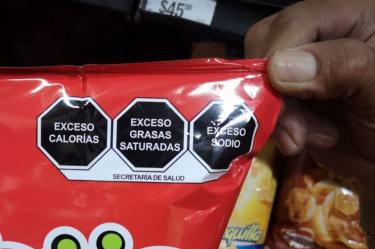 $45
EXCESO
CALORÍAS
EXCESO
GRASAS
SATURADAS
EXCESO
SODIO
SECRETARÍA DE SALUD